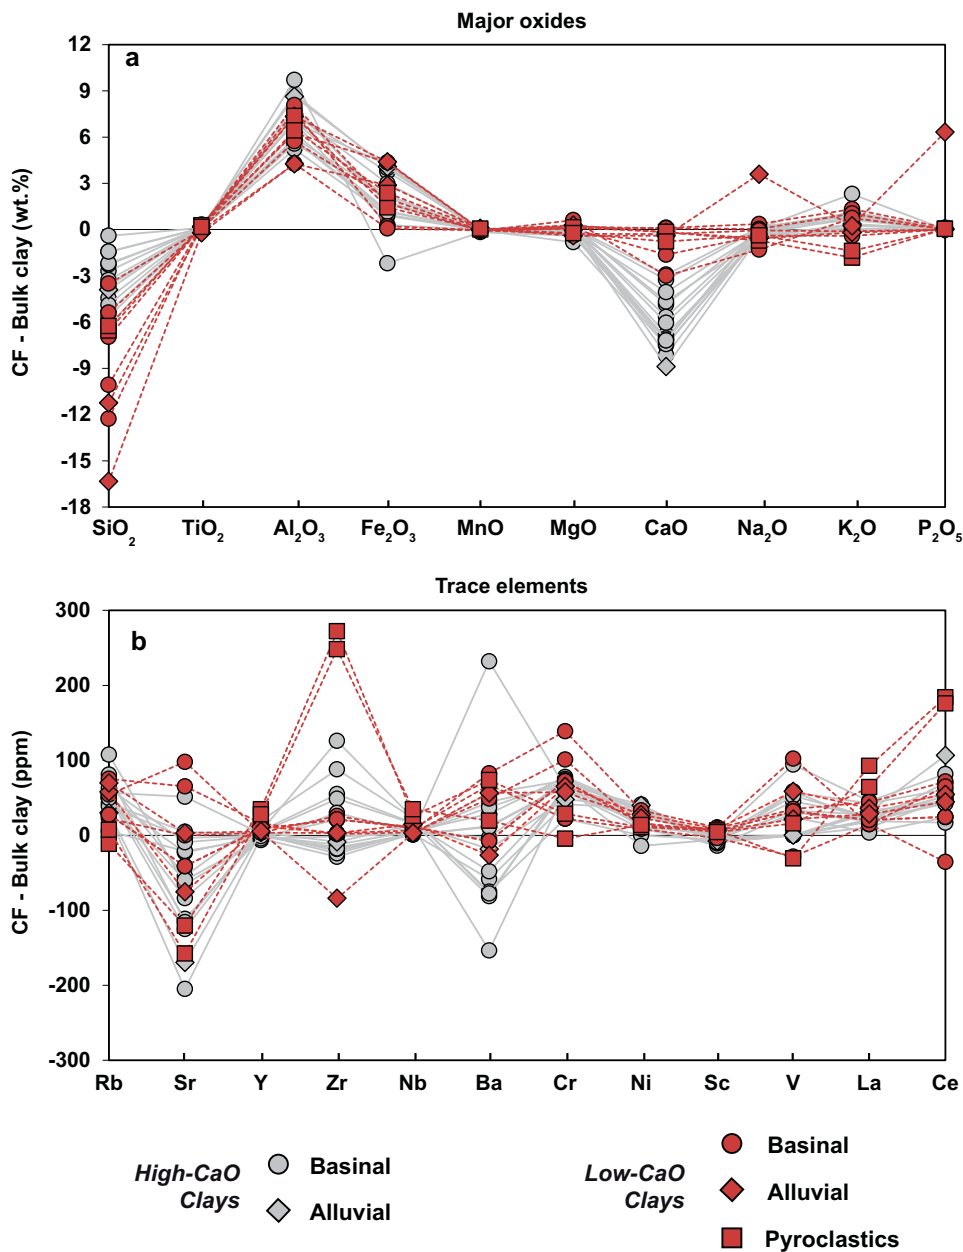 Major oxides
a
CF - Bulk clay (wt.%)
12
9
6
3
0
-3
-6
-9
-12
-15
-18
SiO₂ TiO₂ Al₂O₃ Fe₂O₃ MnO MgO CaO Na₂O K₂O P₂O₅
Trace elements
b
CF - Bulk clay (ppm)
300
200
100
0
-100
-200
-300
Rb Sr Y Zr Nb Ba Cr Ni Sc V La Ce
High-CaO Clays
Basinal
Alluvial
Low-CaO Clays
Basinal
Alluvial
Pyroclastics